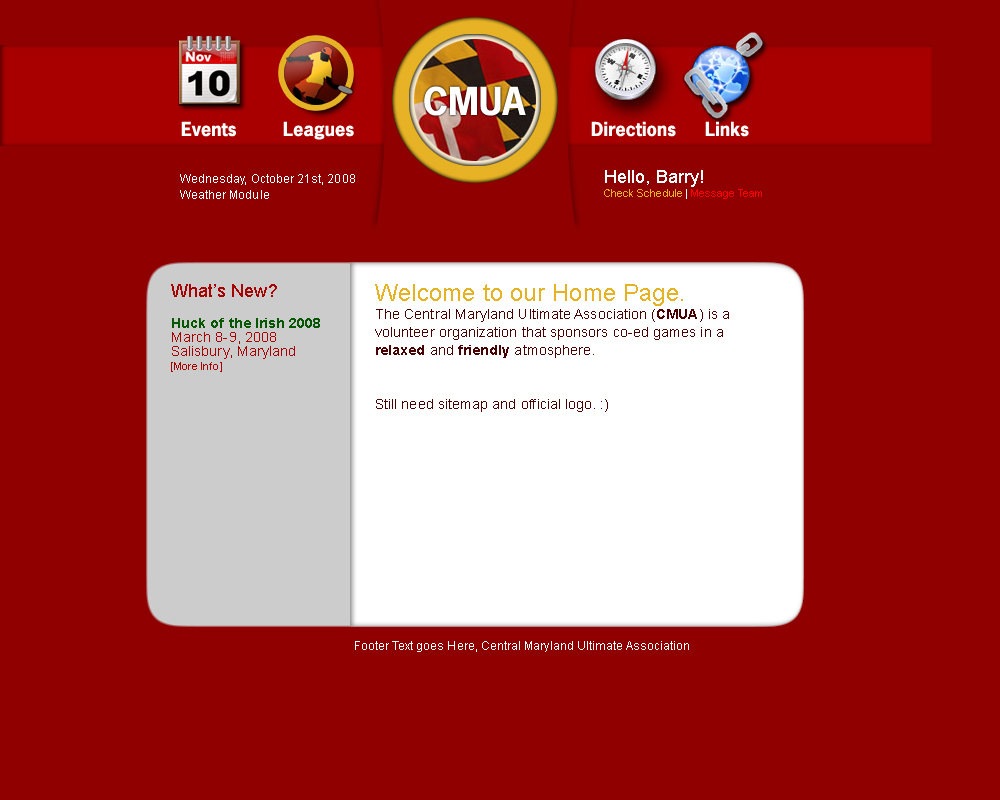 Nov
10
CMUA
Events
Leagues
Directions
Links
Wednesday, October 21st, 2008
Weather Module
Hello, Barry!
Check Schedule | Message Team
What's New?
Huck of the Irish 2008
March 8-9, 2008
Salisbury, Maryland
[More Info]
Welcome to our Home Page.
The Central Maryland Ultimate Association (CMUA) is a
volunteer organization that sponsors co-ed games in a
relaxed and friendly atmosphere.
Still need sitemap and official logo. :)
Footer Text goes Here, Central Maryland Ultimate Association